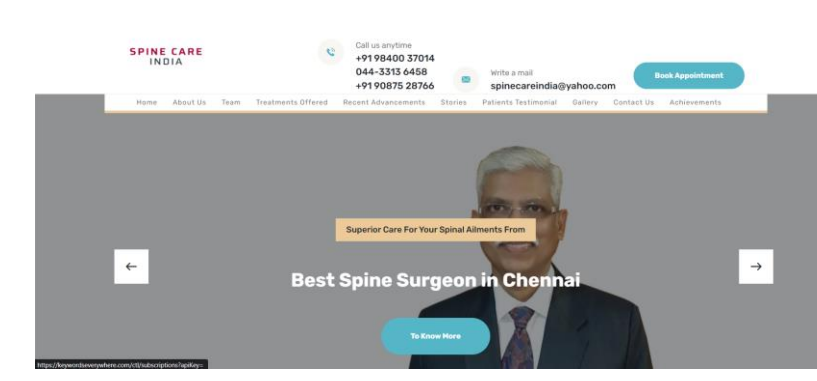 SPINE CARE
INDIA
Call us anytime
+91 98400 37014
044-3313 6458
+91 90875 28766
Write a mail
spinecareindia@yahoo.com
Book Appointment
Home About Us Team Treatments Offered Recent Advancements Stories Patients Testimonial Gallery Contact Us Achievements
Superior Care For Your Spinal Ailments From
Best Spine Surgeon in Chennai
To Know More
https://keywordseverywhere.com/ctl/subscriptions?apiKey=